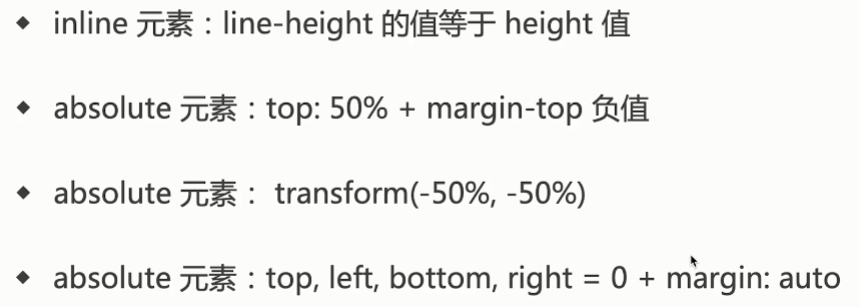 ◆ inline 元素：line-height 的值等于 height 值
◆ absolute 元素：top: 50% + margin-top 负值
◆ absolute 元素： transform(-50%, -50%)
◆ absolute 元素：top, left, bottom, right = 0 + margin: auto